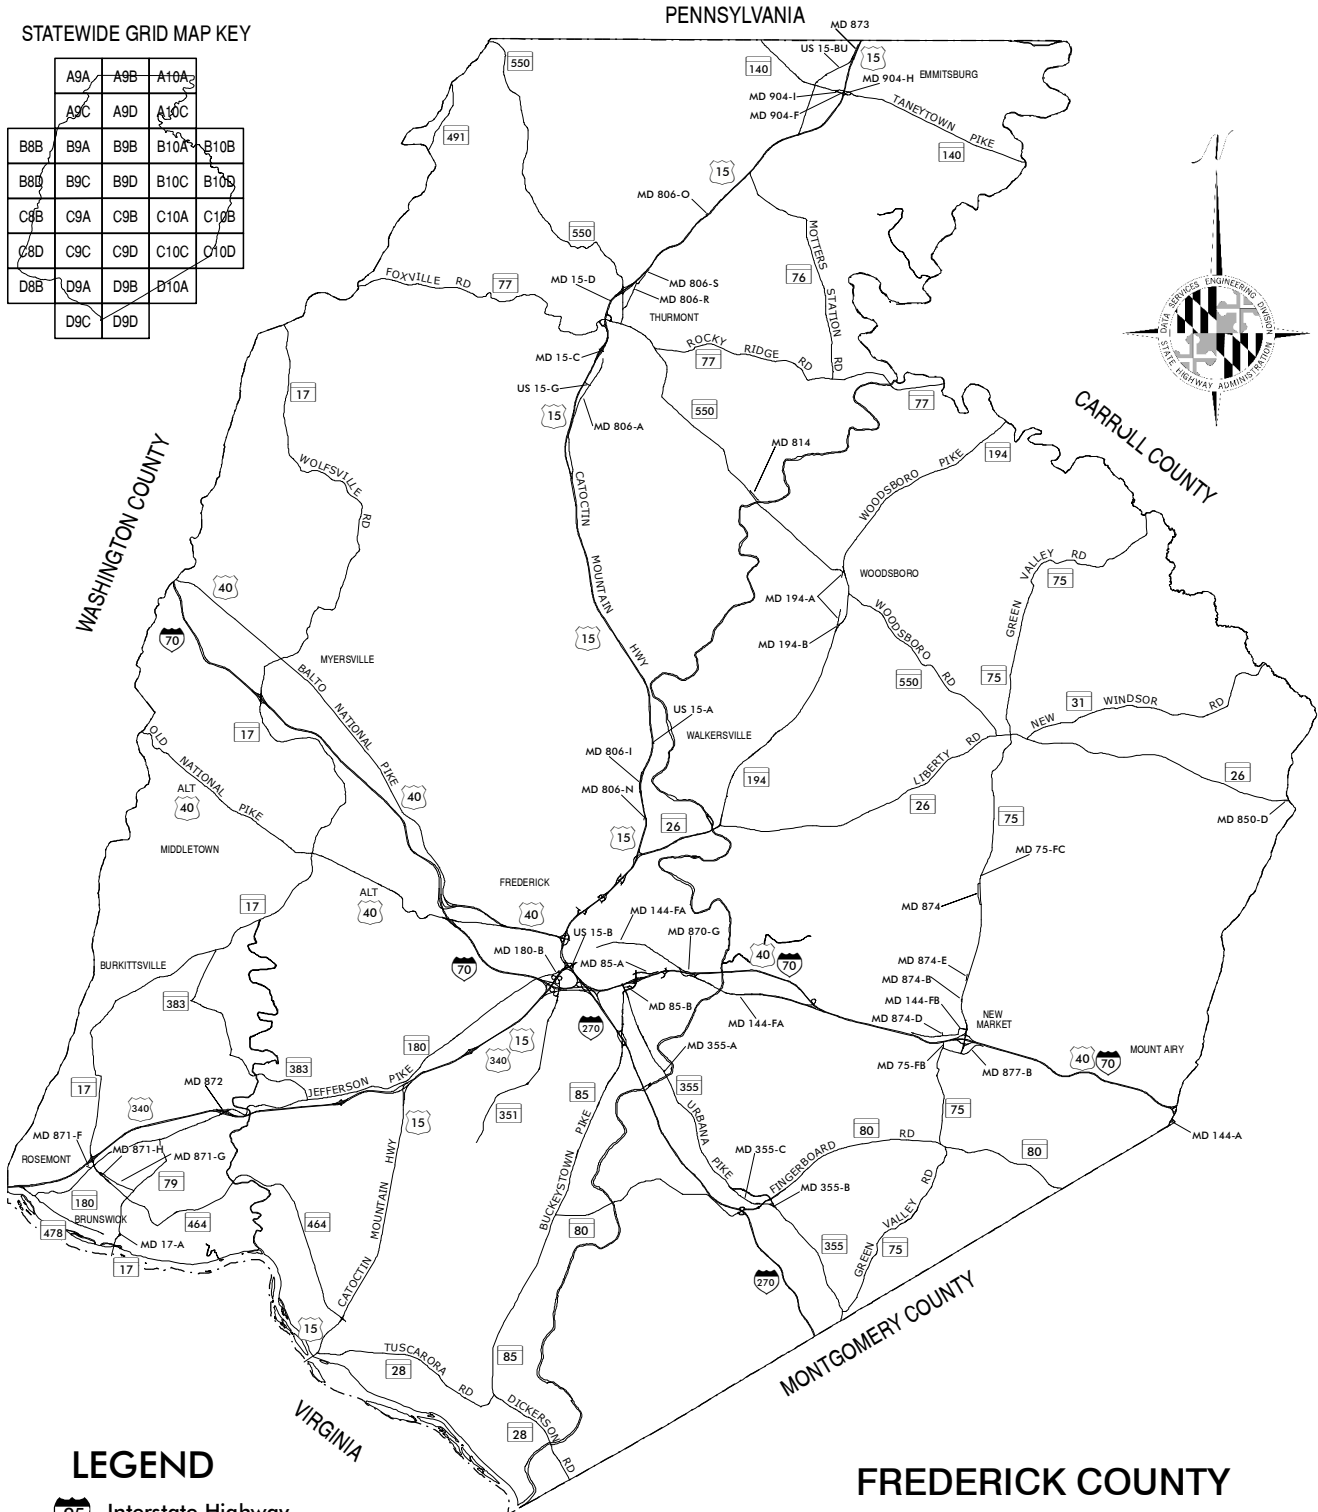 PENNSYLVANIA
STATEWIDE GRID MAP KEY
A9A A9B A10A
A9C A9D A10C
B8B B9A B9B B10A B10B
B8D B9C B9D B10C B10D
C8B C9A C9B C10A C10B
C8D C9C C9D C10C C10D
D8B D9A D9B D10A
D9C D9D
MD 873
US 15-BU
15
550
140
MD 904-H
EMMITSBURG
MD 904-I
MD 904-F
TANEYTOWN PIKE
140
491
15
MD 806-O
550
MOTTERS STATION RD
76
FOXVILLE RD
77
MD 15-D
MD 806-S
MD 806-R
THURMONT
DATA SERVICES ENGINEERING DIVISION
STATE HIGHWAY ADMINISTRATION
ROCKY RIDGE RD
77
MD 15-C
US 15-G
17
15
MD 806-A
550
77
CARROLL COUNTY
MD 814
194
WOODSBORO PIKE
WASHINGTON COUNTY
WOLFSVILLE RD
CATOCTIN MOUNTAIN HWY
GREEN VALLEY RD
75
WOODSBORO
40
MD 194-A
70
15
MD 194-B
WOODSBORO RD
550
MYERSVILLE
75
BALTO NATIONAL PIKE
31
NEW WINDSOR RD
US 15-A
17
WALKERSVILLE
OLD NATIONAL PIKE
MD 806-I
LIBERTY RD
194
26
ALT
40
40
MD 806-N
26
75
MD 850-D
15
26
MIDDLETOWN
MD 75-FC
FREDERICK
ALT
40
17
40
MD 144-FA
MD 874
US 15-B
MD 870-G
MD 180-B
40
70
BURKITTSVILLE
70
MD 85-A
MD 874-E
MD 874-B
383
MD 85-B
MD 144-FB
NEW
MARKET
MD 874-D
MD 144-FA
270
15
180
340
MD 355-A
MOUNT AIRY
40
70
MD 75-FB
MD 877-B
383
JEFFERSON PIKE
MD 872
17
340
85
355
351
15
75
URBANA PIKE
MD 871-F
MD 871-H
MD 871-G
ROSEMONT
MD 144-A
80
FINGERBOARD RD
80
MD 355-C
MD 355-B
180
79
BRUNSWICK
478
464
464
MD 17-A
17
CATOCTIN MOUNTAIN HWY
BUCKEYSTOWN PIKE
80
355
GREEN VALLEY RD
75
270
MONTGOMERY COUNTY
15
TUSCARORA RD
28
85
DICKERSON RD
28
VIRGINIA
LEGEND
FREDERICK COUNTY
95 Interstate Highway